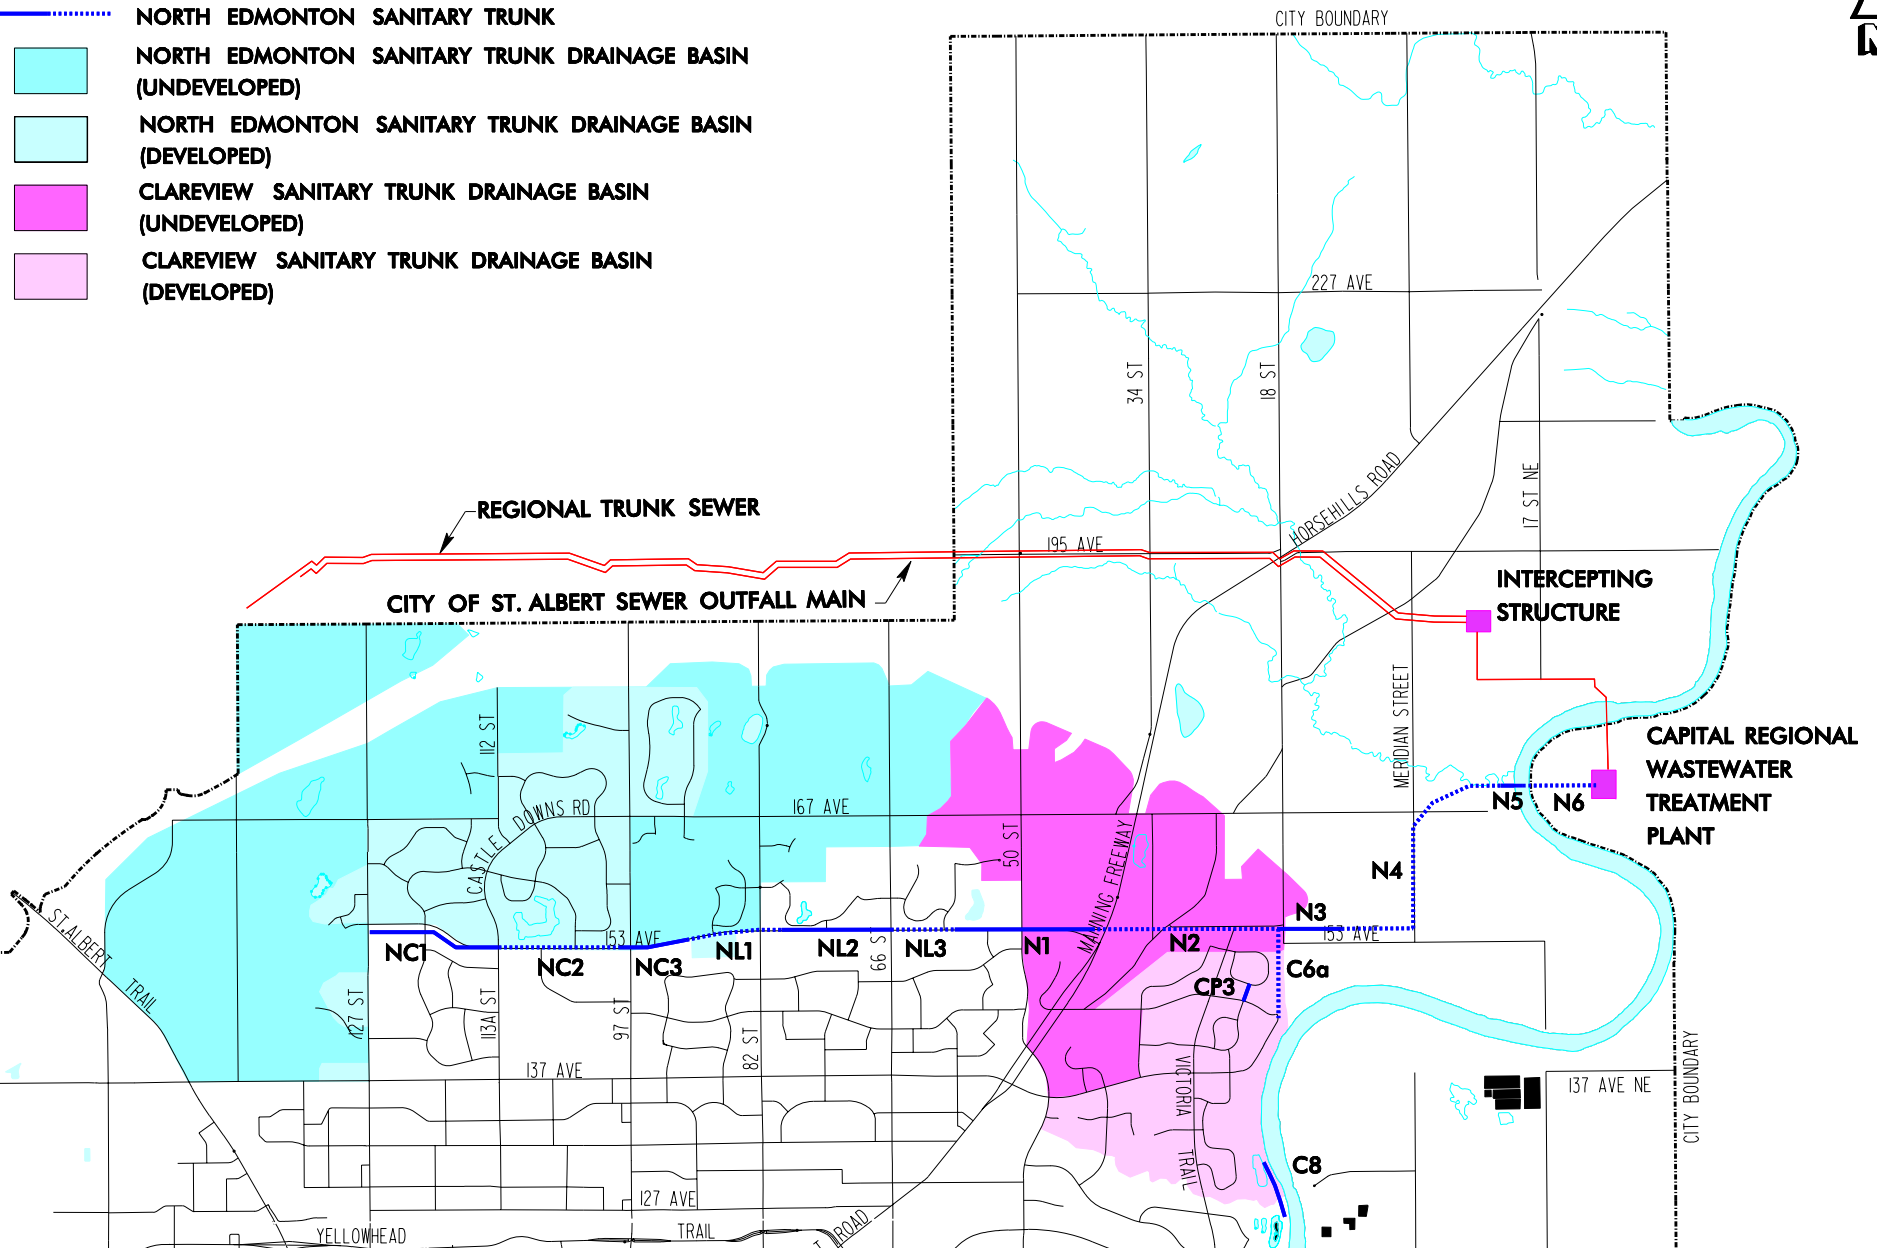 NORTH EDMONTON SANITARY TRUNK
NORTH EDMONTON SANITARY TRUNK DRAINAGE BASIN
(UNDEVELOPED)
NORTH EDMONTON SANITARY TRUNK DRAINAGE BASIN
(DEVELOPED)
CLAREVIEW SANITARY TRUNK DRAINAGE BASIN
(UNDEVELOPED)
CLAREVIEW SANITARY TRUNK DRAINAGE BASIN
(DEVELOPED)
CITY BOUNDARY
N
227 AVE
34 ST
18 ST
HORSEHILLS ROAD
17 ST NE
REGIONAL TRUNK SEWER
195 AVE
CITY OF ST. ALBERT SEWER OUTFALL MAIN
INTERCEPTING
STRUCTURE
MERIDIAN STREET
CAPITAL REGIONAL
WASTEWATER
TREATMENT
PLANT
112 ST
CASTLE DOWNS RD
167 AVE
50 ST
MANNING FREEWAY
N5
N6
N4
N3
153 AVE
ST.ALBERT
TRAIL
NC1
NC2
153 AVE
NC3
NL1
NL2
66 ST
NL3
N1
N2
C6a
CP3
127 ST
113A ST
97 ST
82 ST
137 AVE
VICTORIA
TRAIL
137 AVE NE
CITY BOUNDARY
C8
127 AVE
YELLOWHEAD
TRAIL
ROAD